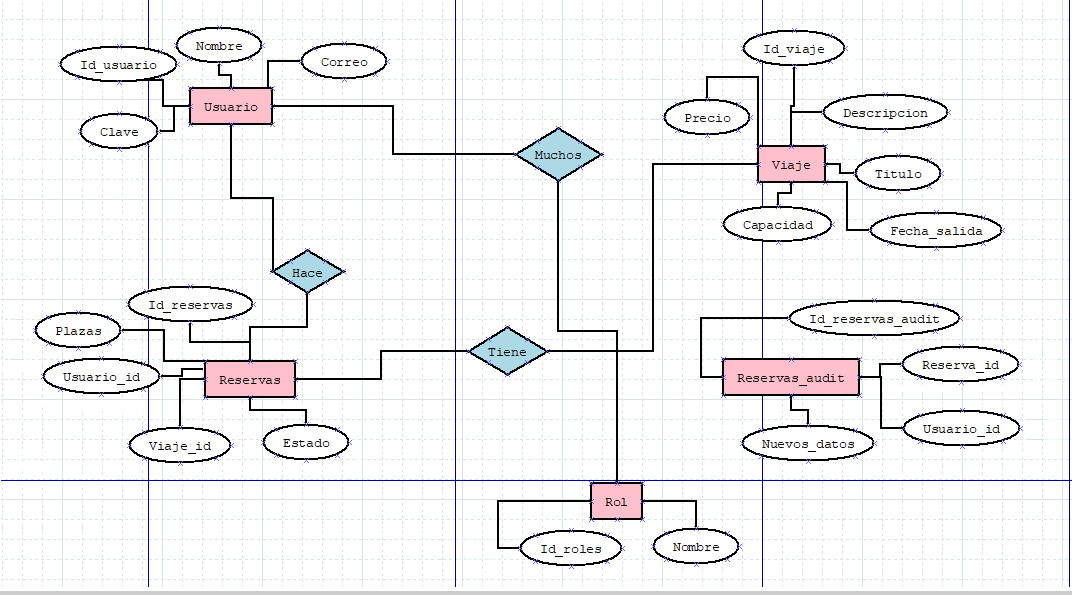 Id_viaje
Nombre
Id_usuario
Correo
Usuario
Clave
Precio
Descripcion
Muchos
Viaje
Titulo
Capacidad
Fecha_salida
Hace
Id_reservas
Plazas
Id_reservas_audit
Tiene
Usuario_id
Reservas
Reservas_audit
Reserva_id
Viaje_id
Estado
Nuevos_datos
Usuario_id
Rol
Id_roles
Nombre